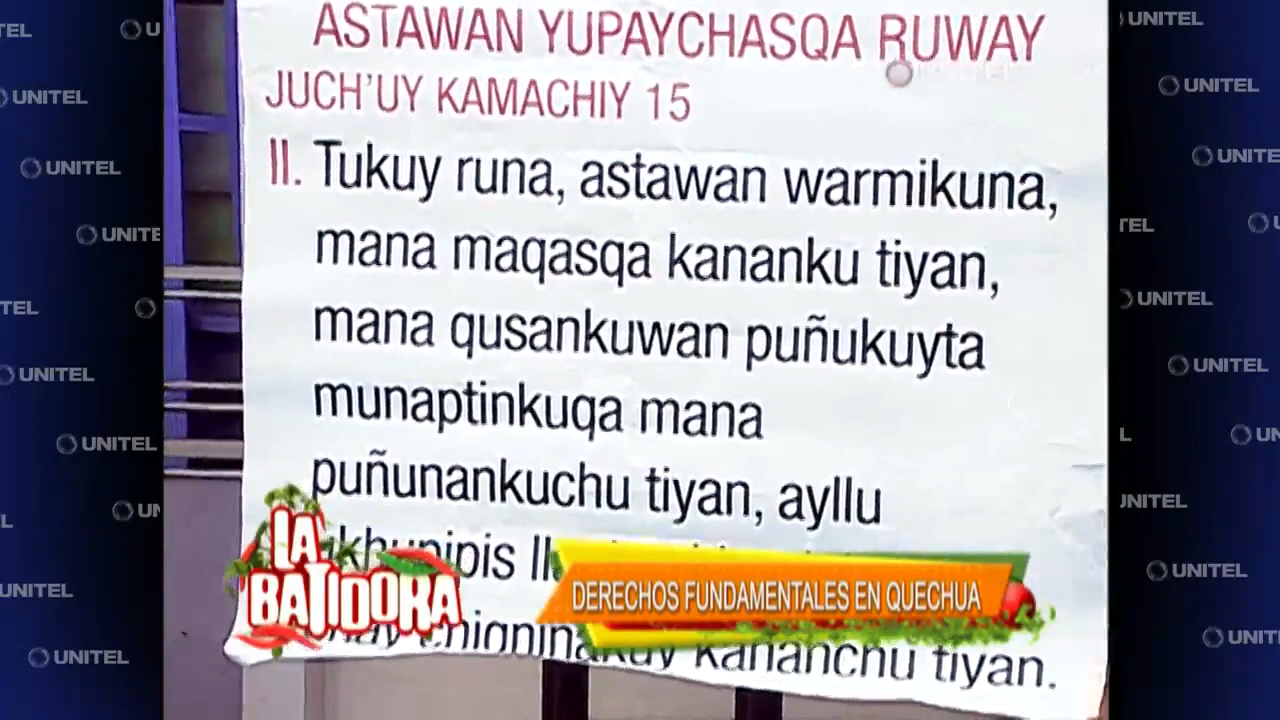 ASTAWAN YUPAYCHASQA RUWAY
JUCH'UY KAMACHIY 15
II. Tukuy runa, astawan warmikuna,
mana maqasqa kananku tiyan,
mana qusankuwan puñukuyta
munaptinkuqa mana
puñunankuchu tiyan, ayllu
kananchu tiyan.
LA
BATIDORA
DERECHOS FUNDAMENTALES EN QUECHUA
UNITEL